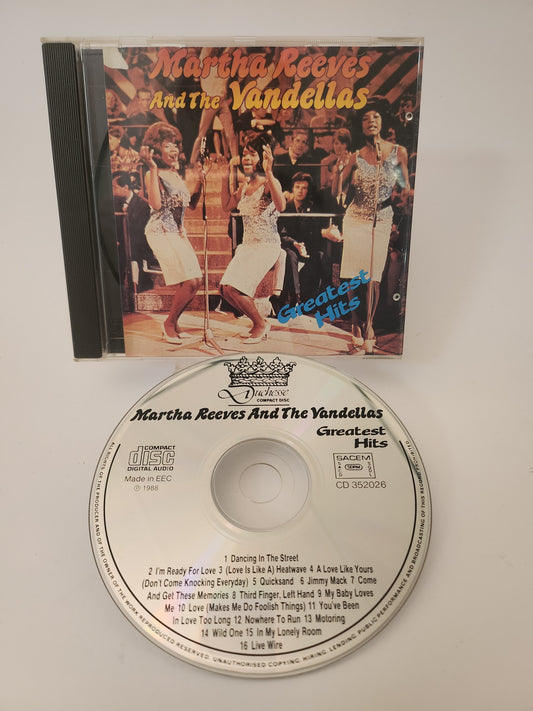 Martha Reeves
And The Vandellas
Greatest
Hits
Duchesse
COMPACT DISC
Martha Reeves And The Vandellas
Greatest
Hits
COMPACT
disc
DIGITAL AUDIO
Made in EEC
℗ 1988
SACEM
SDRM
CD 352026
1 Dancing In The Street
2 I'm Ready For Love 3 (Love Is Like A) Heatwave 4 A Love Like Yours
(Don't Come Knocking Everyday) 5 Quicksand 6 Jimmy Mack 7 Come
And Get These Memories 8 Third Finger, Left Hand 9 My Baby Loves
Me 10 Love (Makes Me Do Foolish Things) 11 You've Been
In Love Too Long 12 Nowhere To Run 13 Motoring
14 Wild One 15 In My Lonely Room
16 Live Wire
ALL RIGHTS OF THE PRODUCER AND OF THE OWNER OF THE WORK REPRODUCED RESERVED. UNAUTHORISED COPYING, HIRING, LENDING, PUBLIC PERFORMANCE AND BROADCASTING OF THIS RECORD PROHIBITED